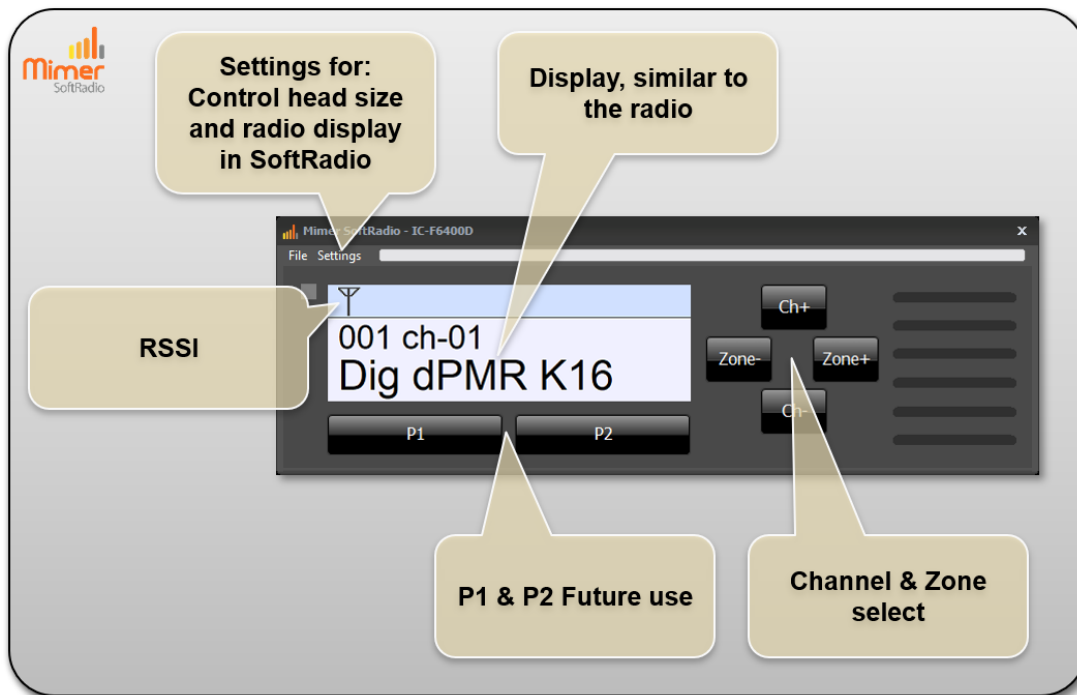 Mimer
SoftRadio
Settings for:
Control head size
and radio display
in SoftRadio
Display, similar to
the radio
Mimer SoftRadio - IC-F6400D
x
File Settings
RSSI
001 ch-01
Dig dPMR K16
Ch+
Zone-
Zone+
Ch-
P1
P2
P1 & P2 Future use
Channel & Zone
select